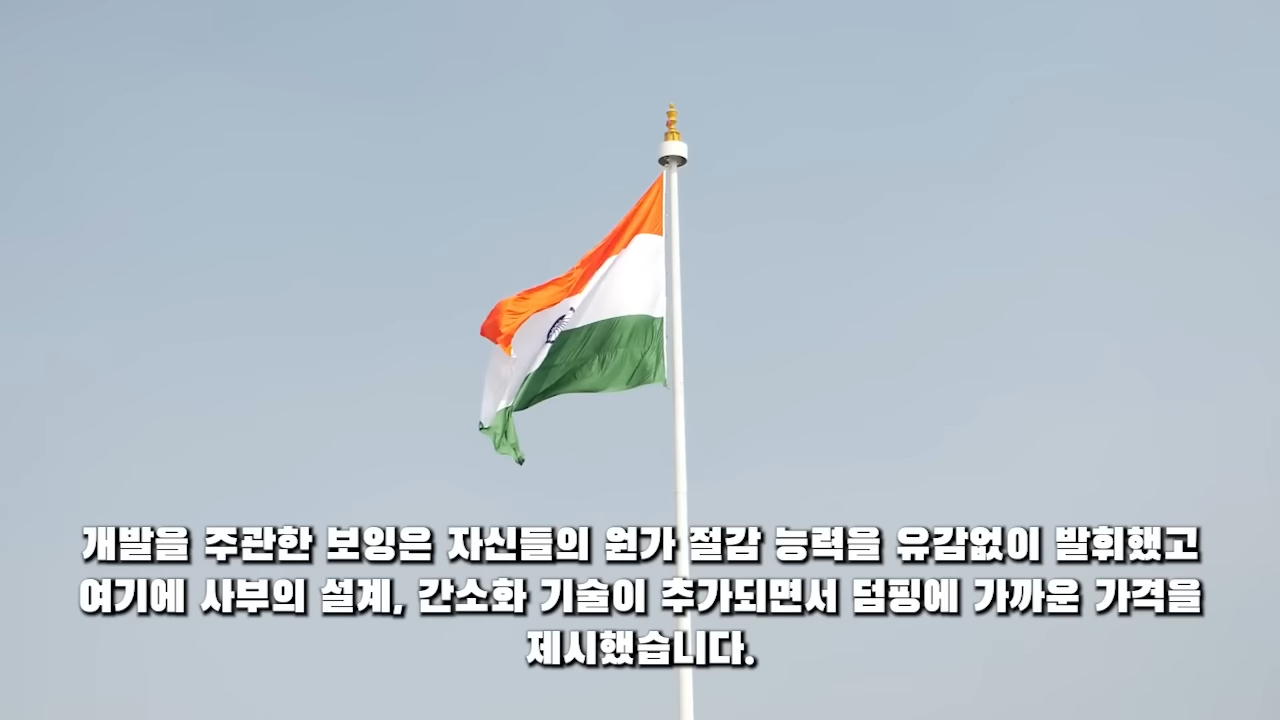 개발을 주관한 보잉은 자신들의 원가 절감 능력을 유감없이 발휘했고
여기에 사부의 설계, 간소화 기술이 추가되면서 덤핑에 가까운 가격을
제시했습니다.